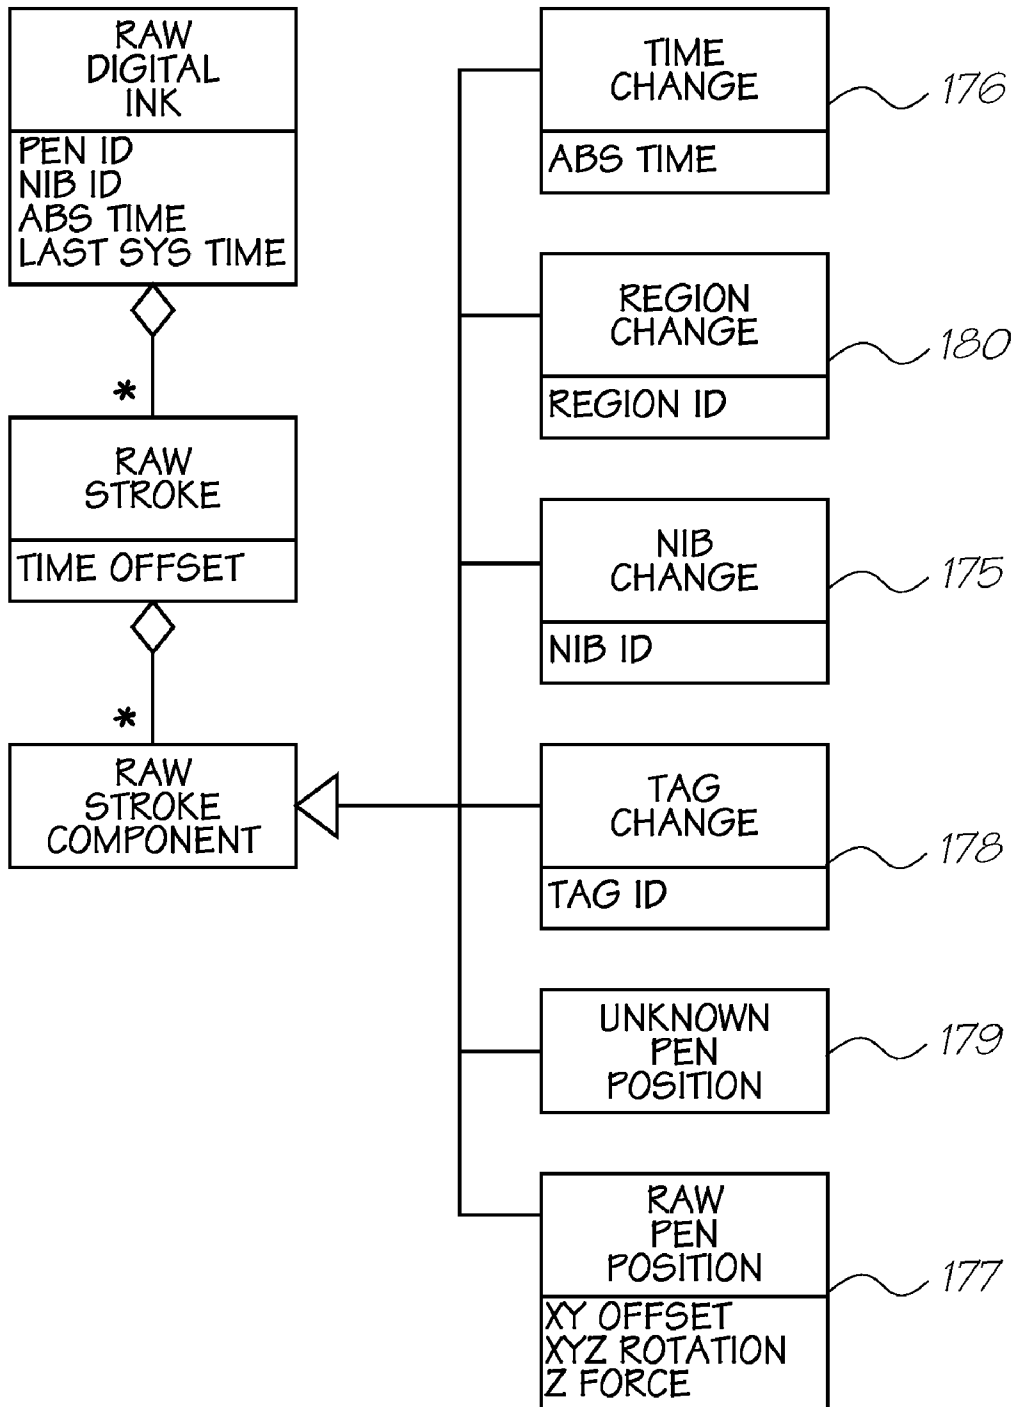 RAW
DIGITAL
INK
PEN ID
NIB ID
ABS TIME
LAST SYS TIME
*
RAW
STROKE
TIME OFFSET
*
RAW
STROKE
COMPONENT
TIME
CHANGE
ABS TIME
176
REGION
CHANGE
REGION ID
180
NIB
CHANGE
NIB ID
175
TAG
CHANGE
TAG ID
178
UNKNOWN
PEN
POSITION
179
RAW
PEN
POSITION
XY OFFSET
XYZ ROTATION
Z FORCE
177